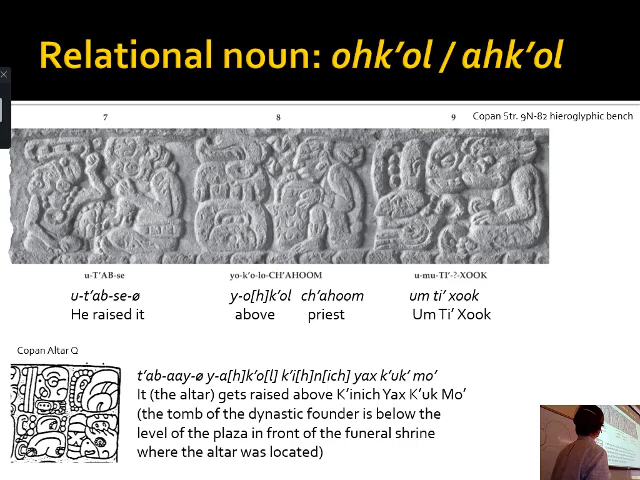 Relational noun: ohk'ol / ahk'ol
7 8 9 Copan Str. 9N-82 hieroglyphic bench
u-T'AB-se yo-k'o-lo-CH'AHOOM u-mu-TI'-?-XOOK
u-t'ab-se-ø y-o[h]k'ol ch'ahoom um ti' xook
He raised it above priest Um Ti' Xook
Copan Altar Q
t'ab-aay-ø y-a[h]k'o[l] k'i[h]n[ich] yax k'uk' mo'
It (the altar) gets raised above K'inich Yax K'uk Mo'
(the tomb of the dynastic founder is below the
level of the plaza in front of the funeral shrine
where the altar was located)